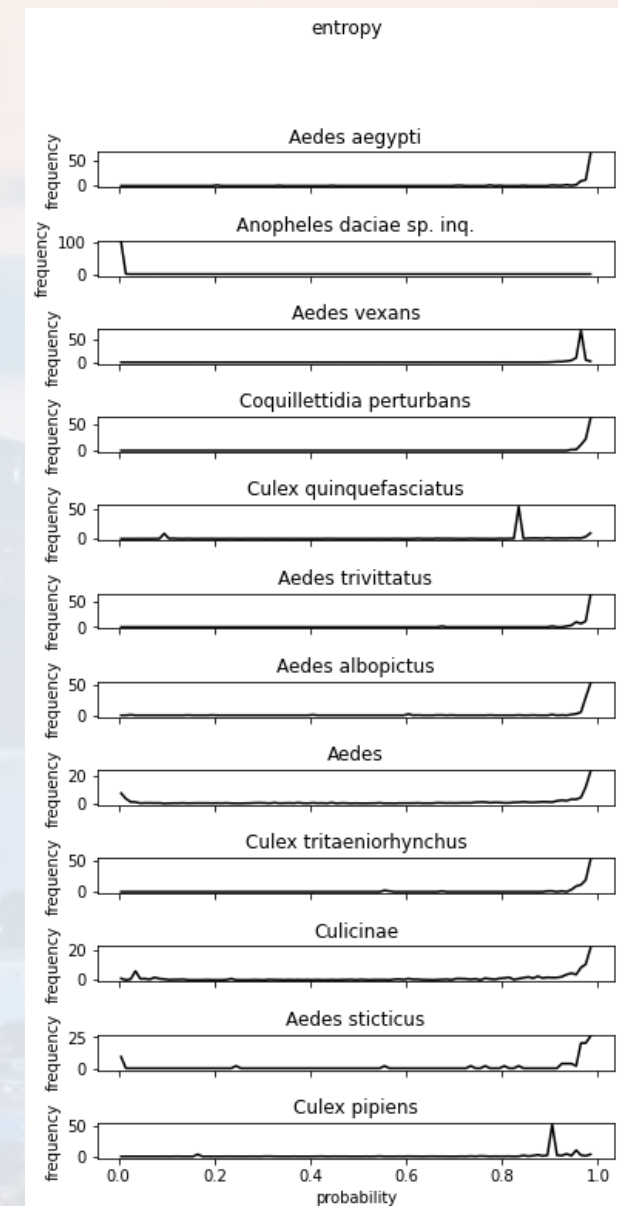 entropy
Aedes aegypti
frequency
50
0
Anopheles daciae sp. inq.
frequency
100
0
Aedes vexans
frequency
50
0
Coquillettidia perturbans
frequency
50
0
Culex quinquefasciatus
frequency
50
0
Aedes trivittatus
frequency
50
0
Aedes albopictus
frequency
50
0
Aedes
frequency
20
0
Culex tritaeniorhynchus
frequency
50
0
Culicinae
frequency
20
0
Aedes sticticus
frequency
25
0
Culex pipiens
frequency
50
0
0.0 0.2 0.4 0.6 0.8 1.0
probability